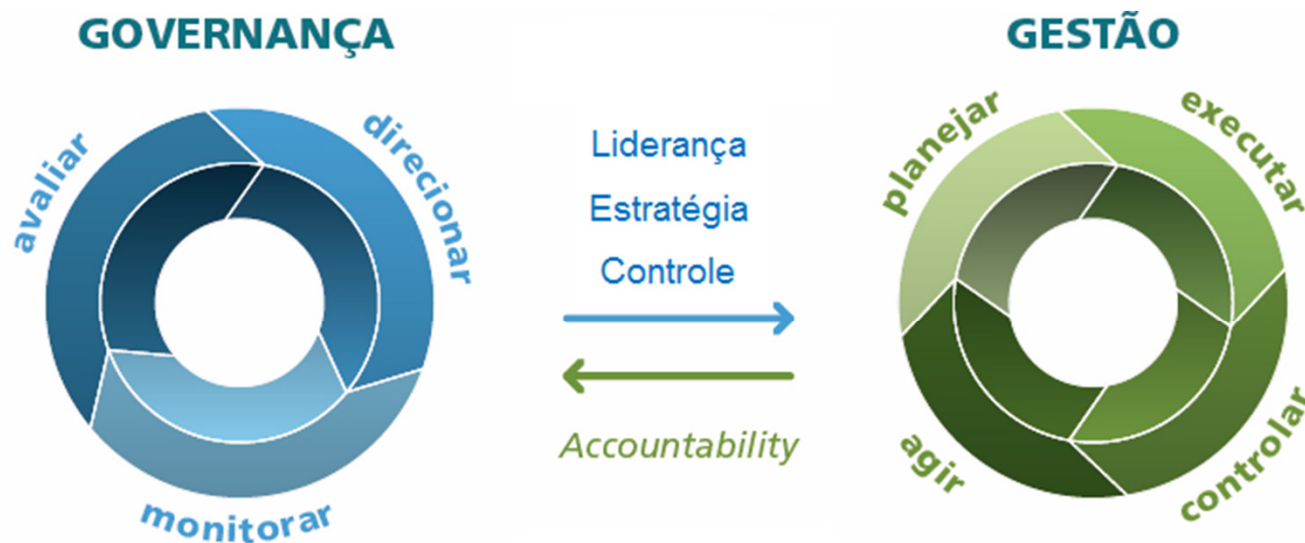 GOVERNANÇA
avaliar
direcionar
monitorar
Liderança
Estratégia
Controle
Accountability
GESTÃO
planejar
executar
controlar
agir